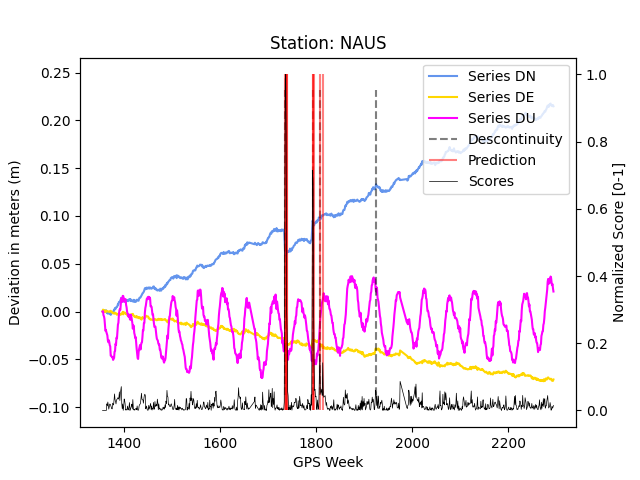 Station: NAUS
0.25
0.20
0.15
0.10
0.05
0.00
−0.05
−0.10
Deviation in meters (m)
1400 1600 1800 2000 2200
GPS Week
1.0
0.8
0.6
0.4
0.2
0.0
Normalized Score [0-1]
Series DN
Series DE
Series DU
Descontinuity
Prediction
Scores